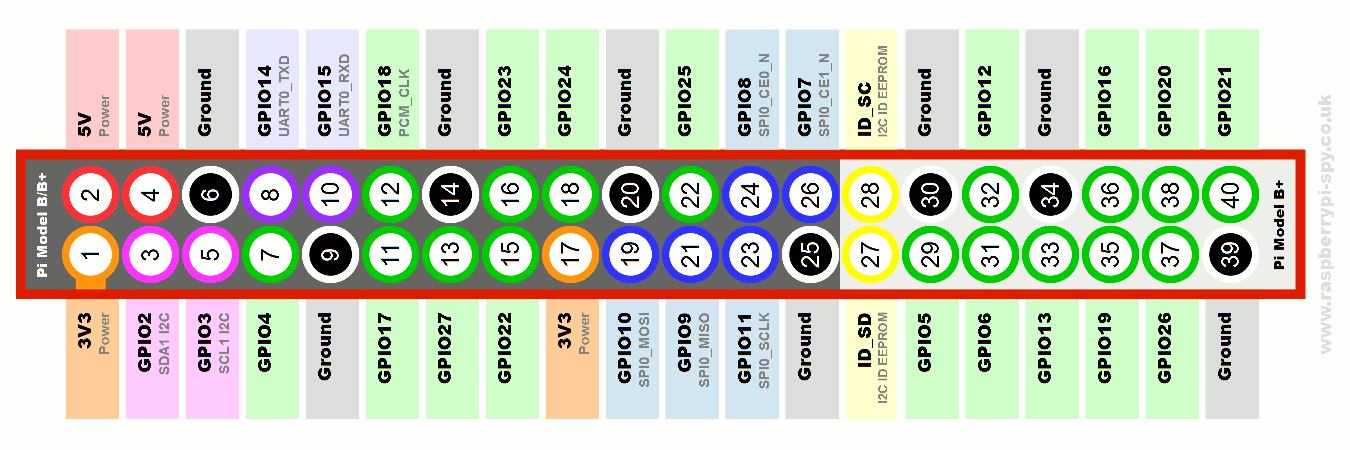 5V
Power
5V
Power
Ground
GPIO14
UART0_TXD
GPIO15
UART0_RXD
GPIO18
PCM_CLK
Ground
GPIO23
GPIO24
Ground
GPIO25
GPIO8
SPI0_CE0_N
GPIO7
SPI0_CE1_N
ID_SC
I2C ID EEPROM
Ground
GPIO12
Ground
GPIO16
GPIO20
GPIO21
Pi Model B/B+
2
4
6
8
10
12
14
16
18
20
22
24
26
28
30
32
34
36
38
40
1
3
5
7
9
11
13
15
17
19
21
23
25
27
29
31
33
35
37
39
Pi Model B+
3V3
Power
GPIO2
SDA1 I2C
GPIO3
SCL1 I2C
GPIO4
Ground
GPIO17
GPIO27
GPIO22
3V3
Power
GPIO10
SPI0_MOSI
GPIO9
SPI0_MISO
GPIO11
SPI0_SCLK
Ground
ID_SD
I2C ID EEPROM
GPIO5
GPIO6
GPIO13
GPIO19
GPIO26
Ground
www.raspberrypi-spy.co.uk